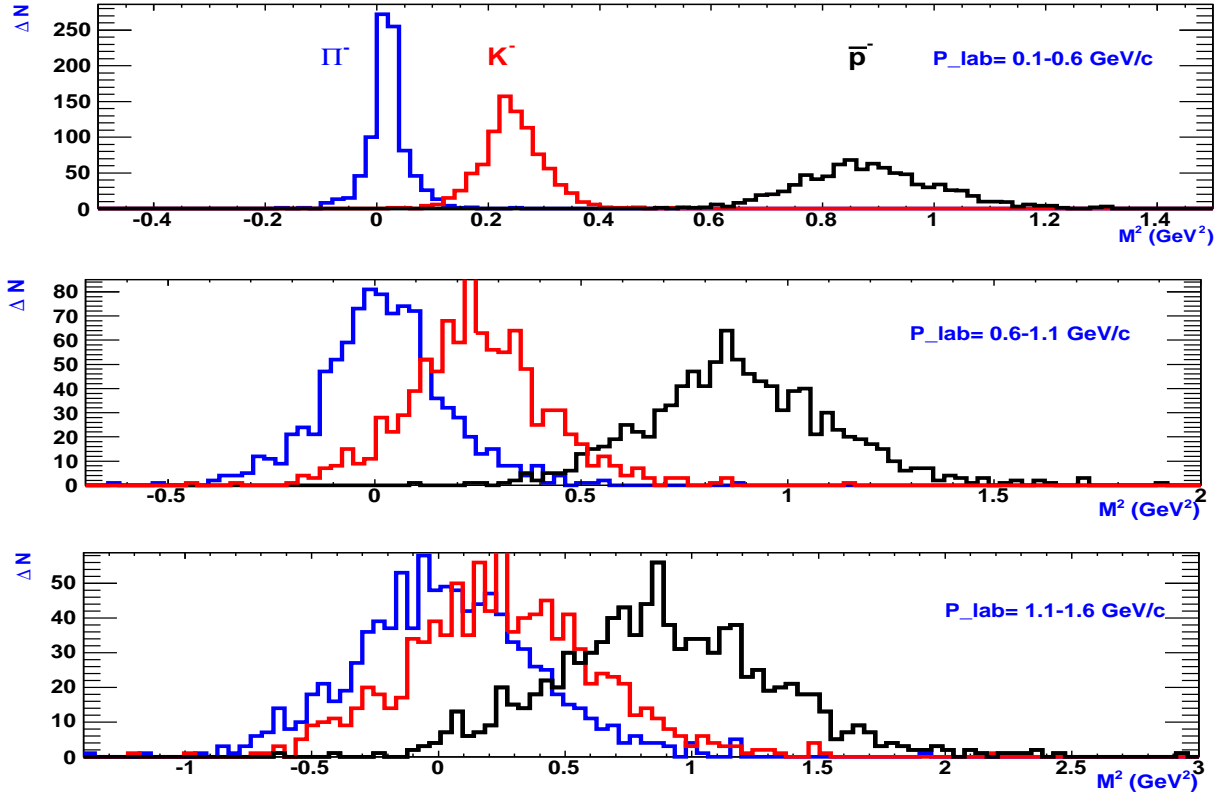 Δ N
250
200
150
100
50
0
Π⁻ K⁻ p̅⁻ P_lab= 0.1-0.6 GeV/c
-0.4 -0.2 0 0.2 0.4 0.6 0.8 1 1.2 1.4
M² (GeV²)
Δ N
80
70
60
50
40
30
20
10
0
P_lab= 0.6-1.1 GeV/c
-0.5 0 0.5 1 1.5 2
M² (GeV²)
Δ N
50
40
30
20
10
0
P_lab= 1.1-1.6 GeV/c
-1 -0.5 0 0.5 1 1.5 2 2.5 3
M² (GeV²)